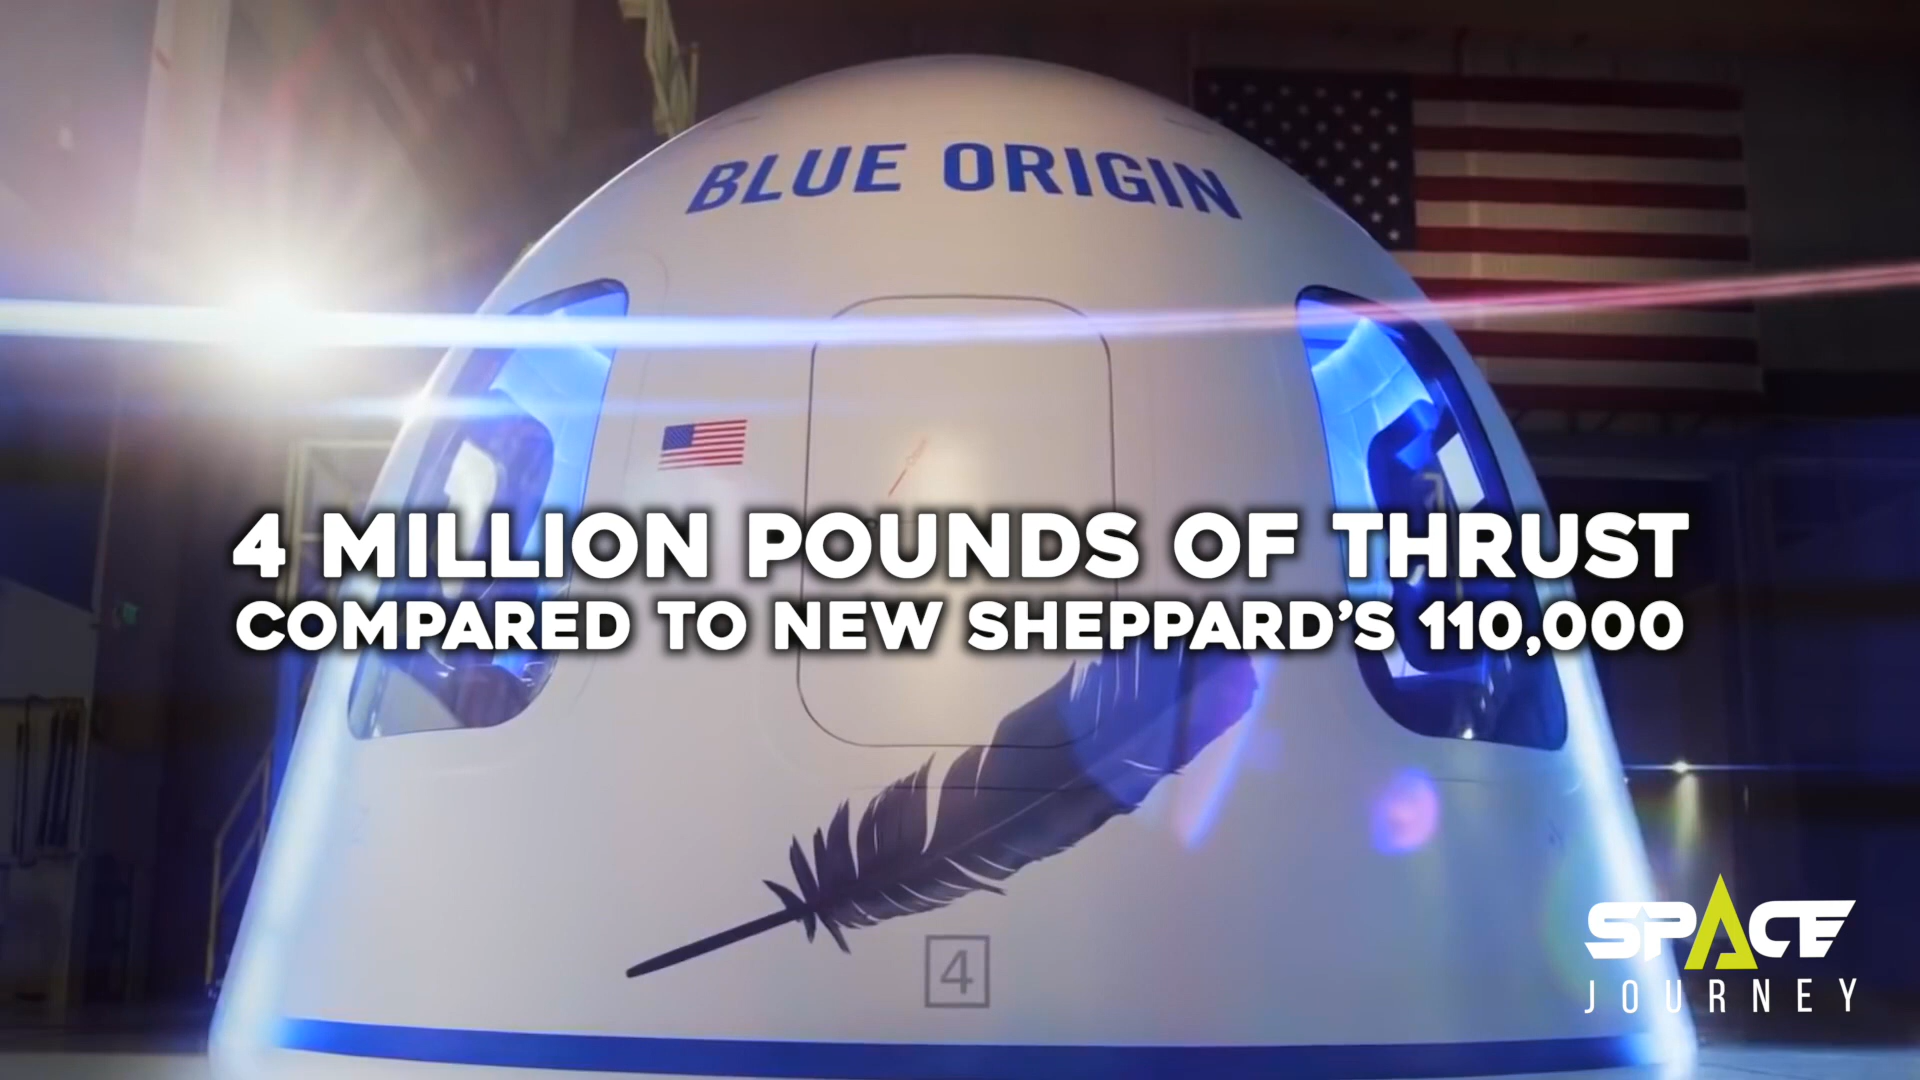 BLUE ORIGIN
4 MILLION POUNDS OF THRUST
COMPARED TO NEW SHEPPARD'S 110,000
4
SPACE
JOURNEY